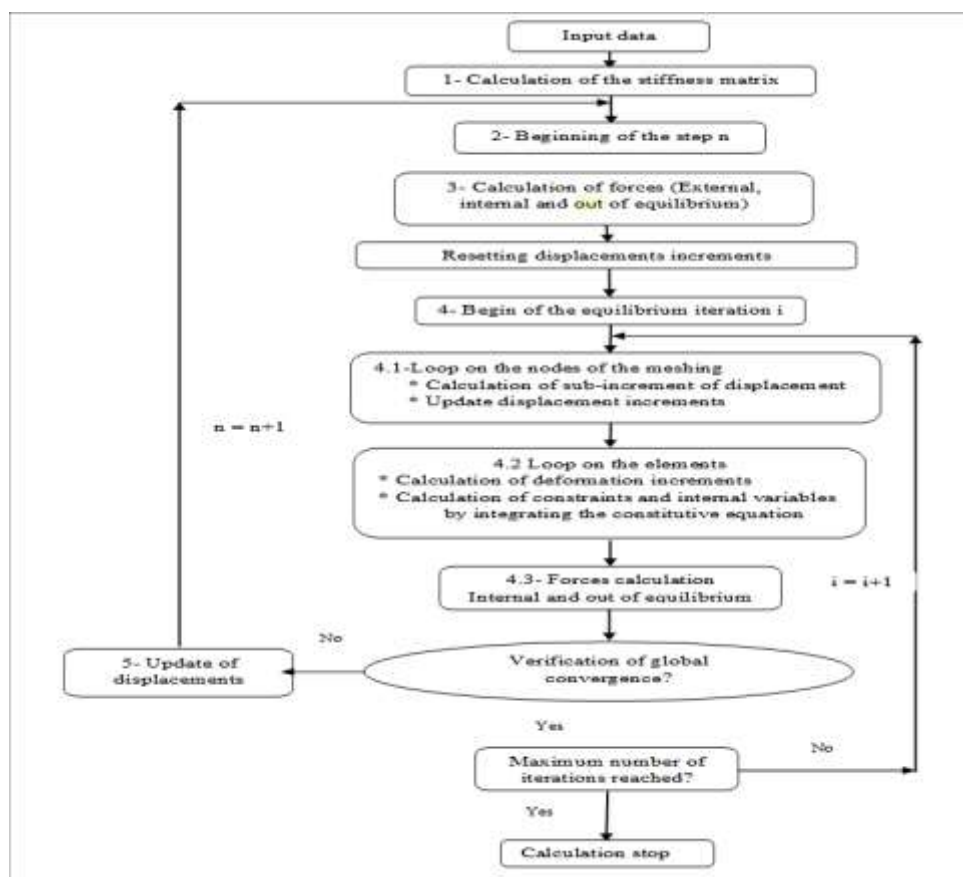 Input data
1- Calculation of the stiffness matrix
2- Beginning of the step n
3- Calculation of forces (External,
internal and out of equilibrium)
Resetting displacements increments
4- Begin of the equilibrium iteration i
4.1-Loop on the nodes of the meshing
* Calculation of sub-increment of displacement
* Update displacement increments
n = n+1
4.2 Loop on the elements
* Calculation of deformation increments
* Calculation of constraints and internal variables
by integrating the constitutive equation
4.3- Forces calculation
Internal and out of equilibrium
i = i+1
No
Verification of global
convergence?
5- Update of
displacements
Yes
No
Maximum number of
iterations reached?
Yes
Calculation stop